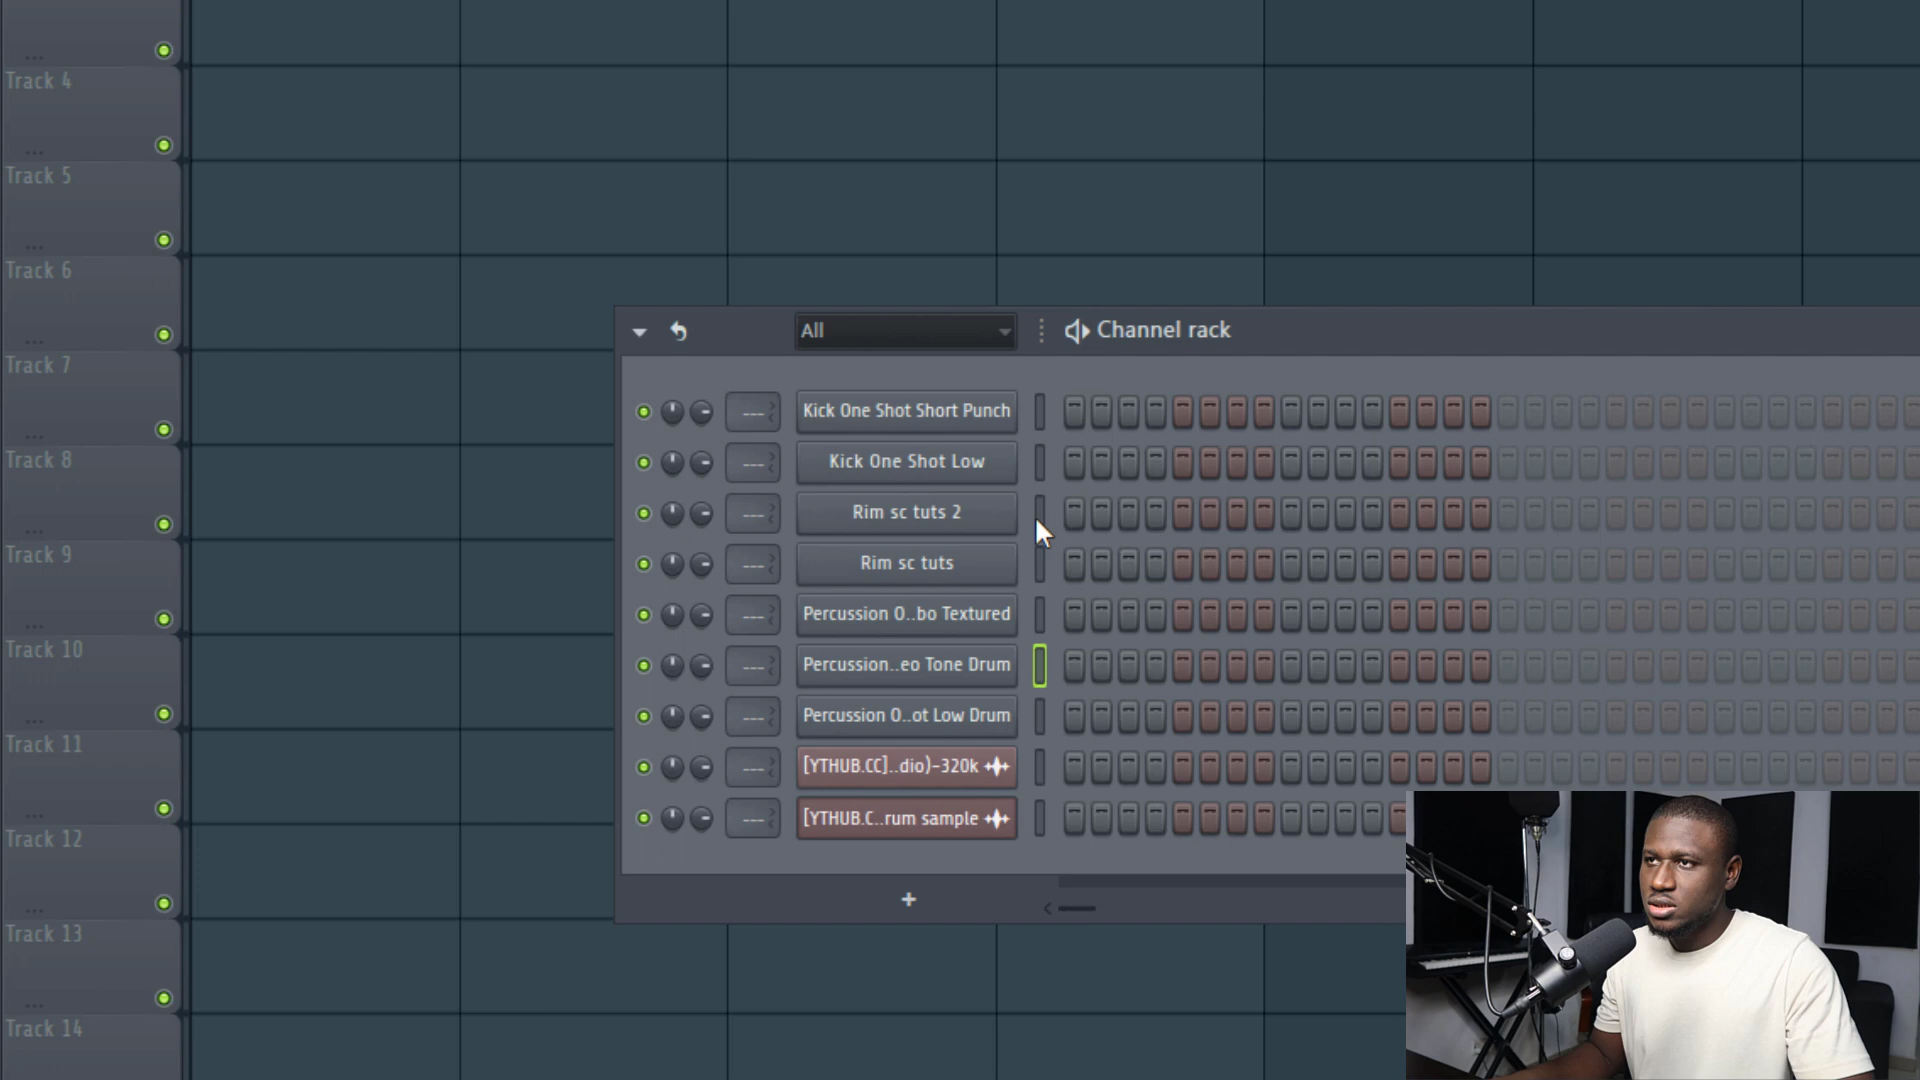 Track 4
Track 5
Track 6
Track 7
Track 8
Track 9
Track 10
Track 11
Track 12
Track 13
Track 14
All
Channel rack
Kick One Shot Short Punch
Kick One Shot Low
Rim sc tuts 2
Rim sc tuts
Percussion O..bo Textured
Percussion..eo Tone Drum
Percussion O..ot Low Drum
[YTHUB.CC]..dio)-320k
[YTHUB.C..rum sample